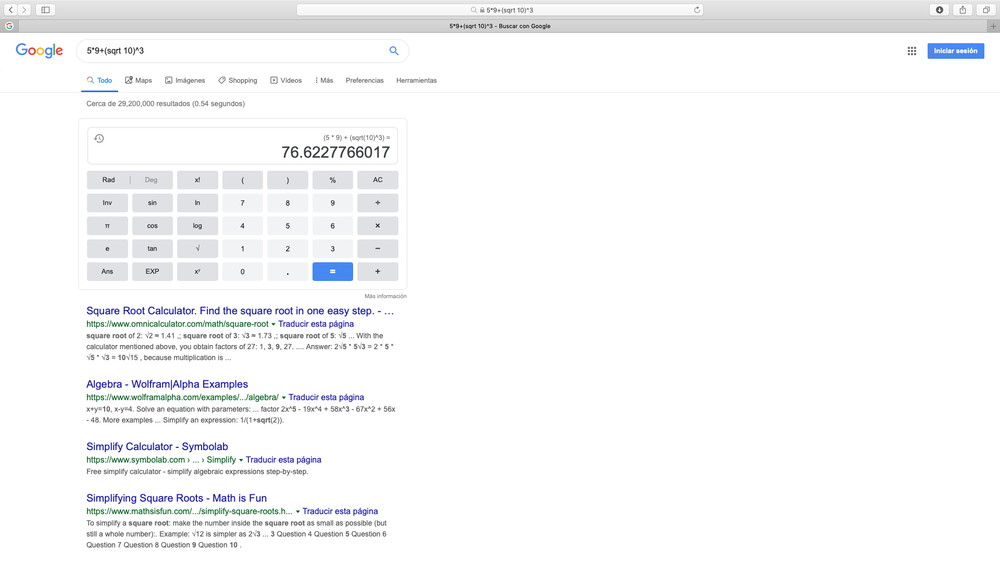 5*9+(sqrt 10)^3
5*9+(sqrt 10)^3 - Buscar con Google
Google
5*9+(sqrt 10)^3
Iniciar sesión
Todo
Maps
Imágenes
Shopping
Vídeos
Más
Preferencias
Herramientas
Cerca de 29,200,000 resultados (0.54 segundos)
(5 * 9) + (sqrt(10)^3) =
76.6227766017
Rad | Deg x! ( ) % AC
Inv sin ln 7 8 9 ÷
π cos log 4 5 6 ×
e tan √ 1 2 3 −
Ans EXP xʸ 0 . = +
Más información
Square Root Calculator. Find the square root in one easy step. - ...
https://www.omnicalculator.com/math/square-root Traducir esta página
square root of 2: √2 ≈ 1.41 ,; square root of 3: √3 ≈ 1.73 ,; square root of 5: √5 ... With the
calculator mentioned above, you obtain factors of 27: 1, 3, 9, 27. .... Answer: 2√5 * 5√3 = 2 * 5 *
√5 * √3 = 10√15 , because multiplication is ...
Algebra - Wolfram|Alpha Examples
https://www.wolframalpha.com/examples/.../algebra/ Traducir esta página
x+y=10, x-y=4. Solve an equation with parameters: ... factor 2x^5 - 19x^4 + 58x^3 - 67x^2 + 56x
- 48. More examples ... Simplify an expression: 1/(1+sqrt(2)).
Simplify Calculator - Symbolab
https://www.symbolab.com › ... › Simplify Traducir esta página
Free simplify calculator - simplify algebraic expressions step-by-step.
Simplifying Square Roots - Math is Fun
https://www.mathsisfun.com/.../simplify-square-roots.h... Traducir esta página
To simplify a square root: make the number inside the square root as small as possible (but
still a whole number):. Example: √12 is simpler as 2√3 ... 3 Question 4 Question 5 Question 6
Question 7 Question 8 Question 9 Question 10 .